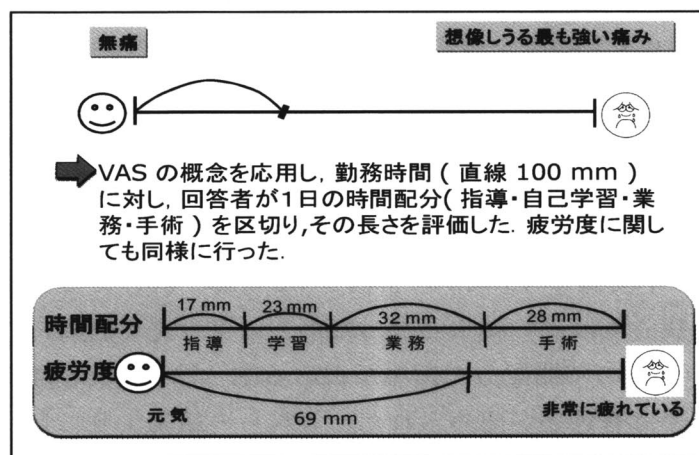 無痛
想像しうる最も強い痛み
VAS の概念を応用し, 勤務時間 ( 直線 100 mm )
に対し, 回答者が1日の時間配分( 指導・自己学習・業
務・手術 ) を区切り,その長さを評価した. 疲労度に関し
ても同様に行った.
17 mm 23 mm 32 mm 28 mm
時間配分
指導 学習 業務 手術
疲労度
元気 69 mm 非常に疲れている